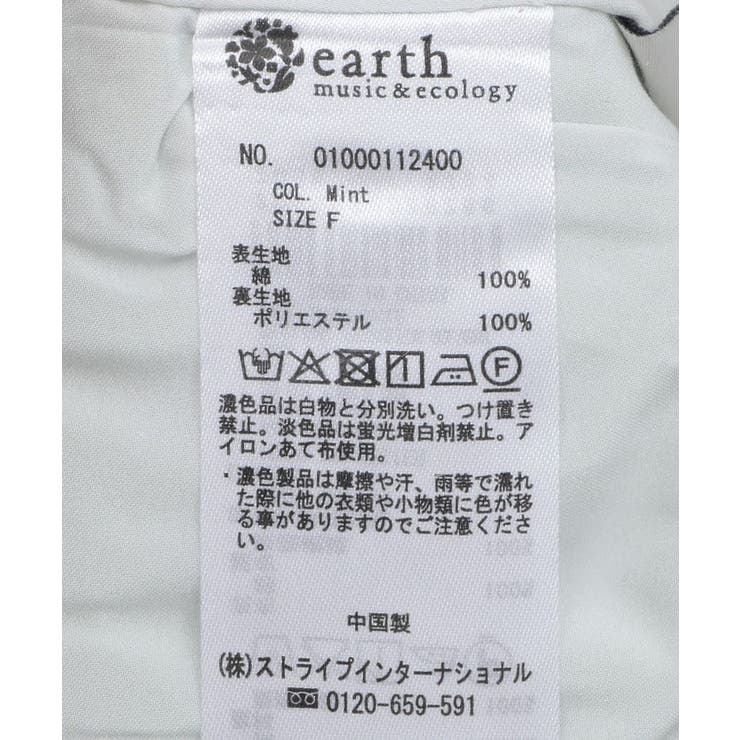 earth
music&ecology
NO. 01000112400
COL. Mint
SIZE F
表生地
綿 100%
裏生地
ポリエステル 100%
F
濃色品は白物と分別洗い。つけ置き
禁止。淡色品は蛍光増白剤禁止。ア
イロンあて布使用。
・濃色製品は摩擦や汗、雨等で濡れ
た際に他の衣類や小物類に色が移
る事がありますのでご注意くださ
い。
中国製
(株)ストライプインターナショナル
0120-659-591